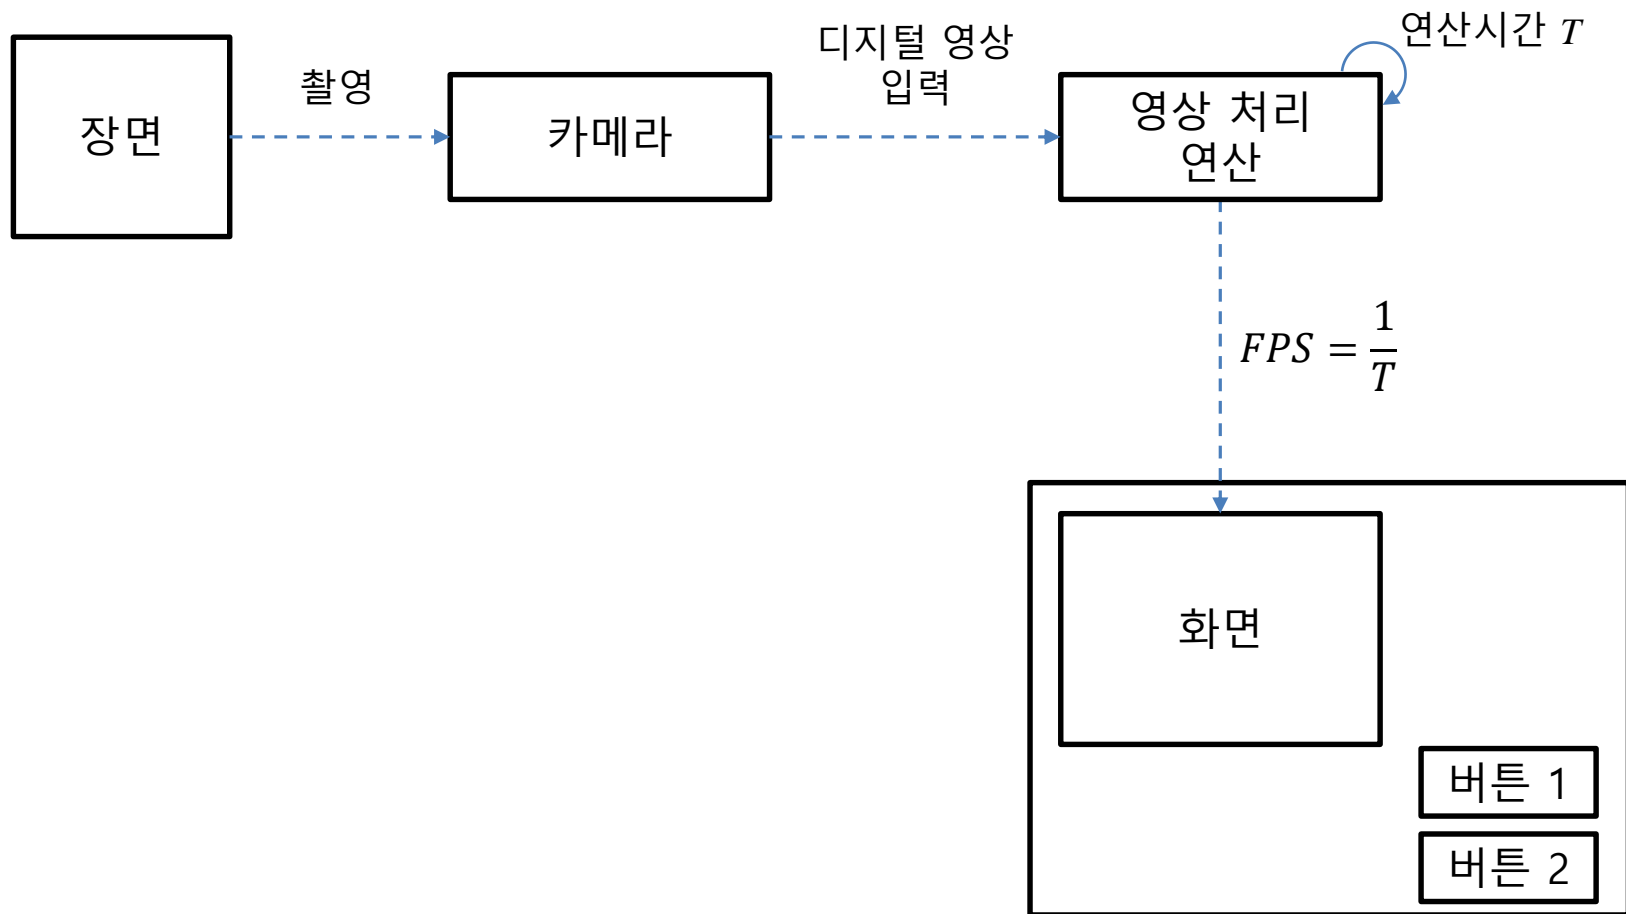 장면
촬영
카메라
디지털 영상
입력
영상 처리
연산
연산시간 T
FPS = 1/T
화면
버튼 1
버튼 2